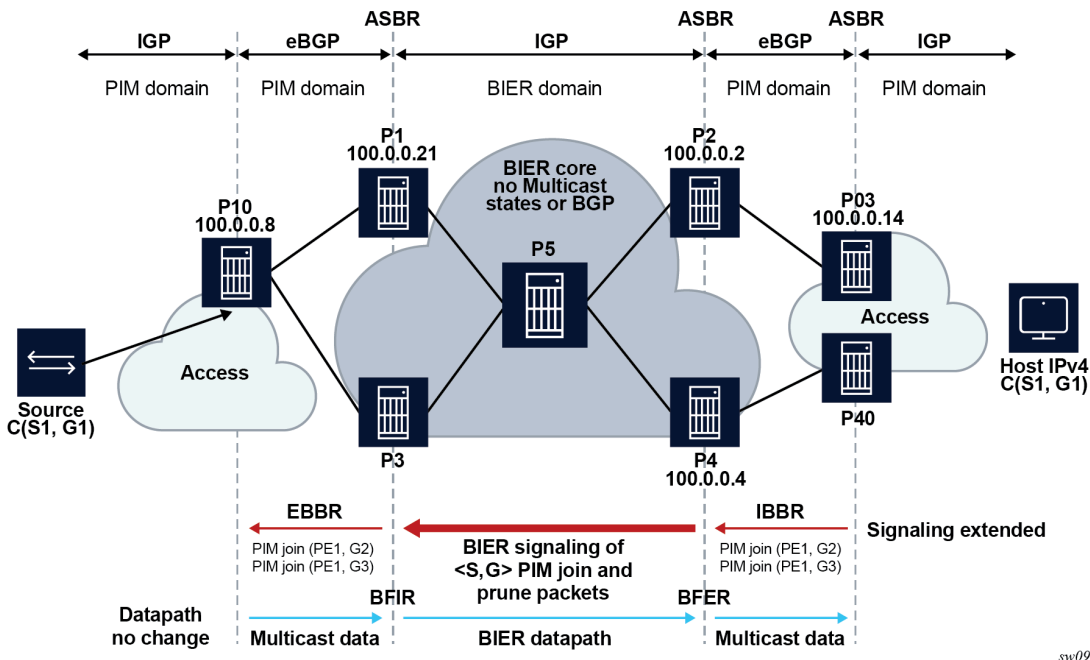 ASBR
ASBR
ASBR
IGP
eBGP
IGP
eBGP
IGP
PIM domain
PIM domain
BIER domain
PIM domain
PIM domain
P1
100.0.0.21
P2
100.0.0.2
BIER core
no Multicast
states or BGP
P10
100.0.0.8
P03
100.0.0.14
P5
Access
Access
Source
C(S1, G1)
Host IPv4
C(S1, G1)
P3
P4
100.0.0.4
P40
EBBR
PIM join (PE1, G2)
PIM join (PE1, G3)
BIER signaling of
<S,G> PIM join and
prune packets
IBBR
PIM join (PE1, G2)
PIM join (PE1, G3)
Signaling extended
Datapath
no change
BFIR
BFER
Multicast data
BIER datapath
Multicast data
sw09